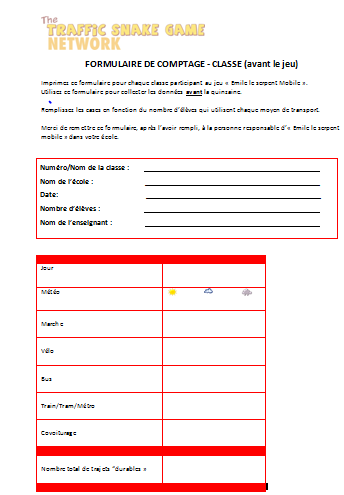 The
TRAFFIC SNAKE GAME
NETWORK
FORMULAIRE DE COMPTAGE - CLASSE (avant le jeu)
Imprimez ce formulaire pour chaque classe participant au jeu « Emile le serpent Mobile ».
Utilisez ce formulaire pour collecter les données avant la quinzaine.
Remplissez les cases en fonction du nombre d'élèves qui utilisent chaque moyen de transport.
Merci de remettre ce formulaire, après l'avoir rempli, à la personne responsable d' « Emile le serpent
mobile » dans votre école.
Numéro/Nom de la classe :
Nom de l'école :
Date:
Nombre d'élèves :
Nom de l'enseignant :
Jour
Météo
Marche
Vélo
Bus
Train/Tram/Métro
Covoiturage
Nombre total de trajets "durables »